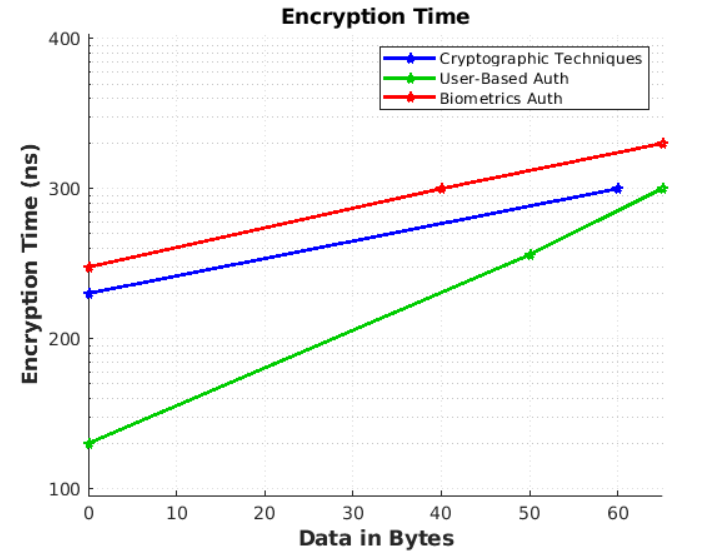 Encryption Time
400
300
200
100
Encryption Time (ns)
Cryptographic Techniques
User-Based Auth
Biometrics Auth
0 10 20 30 40 50 60
Data in Bytes